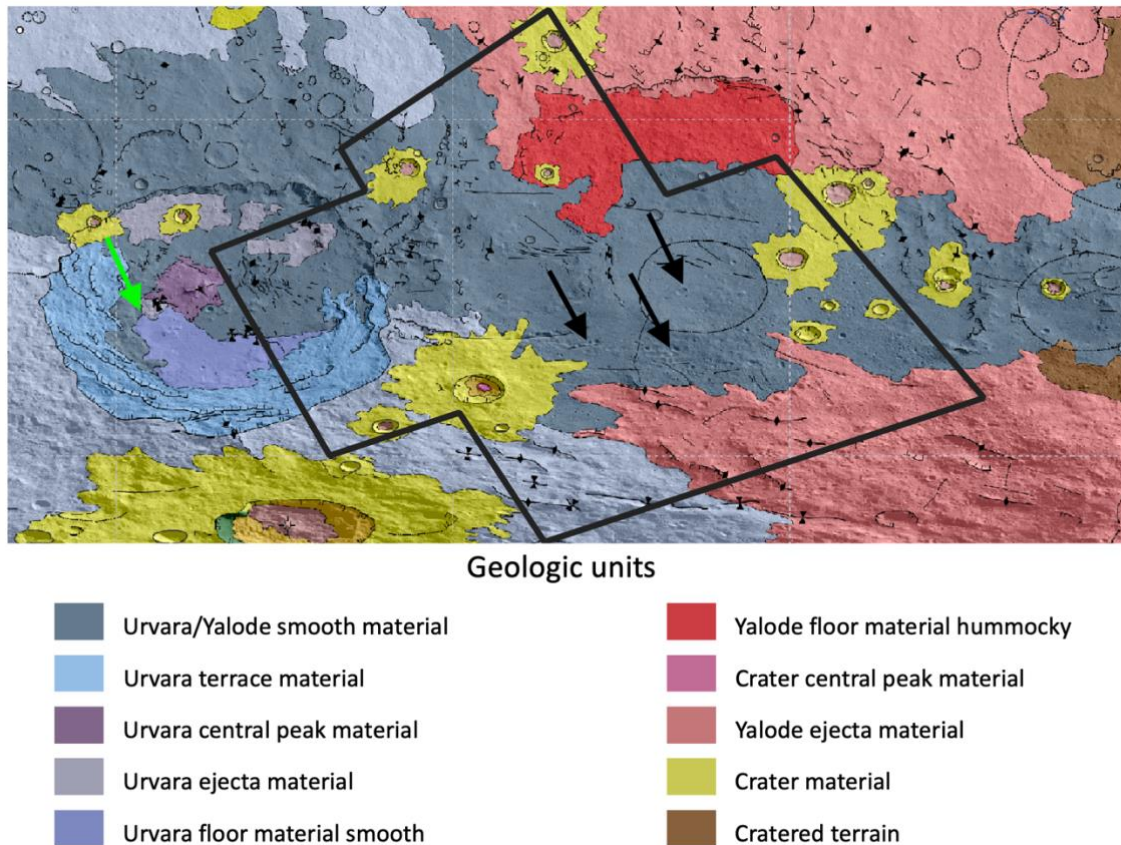 Geologic units
Urvara/Yalode smooth material
Urvara terrace material
Urvara central peak material
Urvara ejecta material
Urvara floor material smooth
Yalode floor material hummocky
Crater central peak material
Yalode ejecta material
Crater material
Cratered terrain